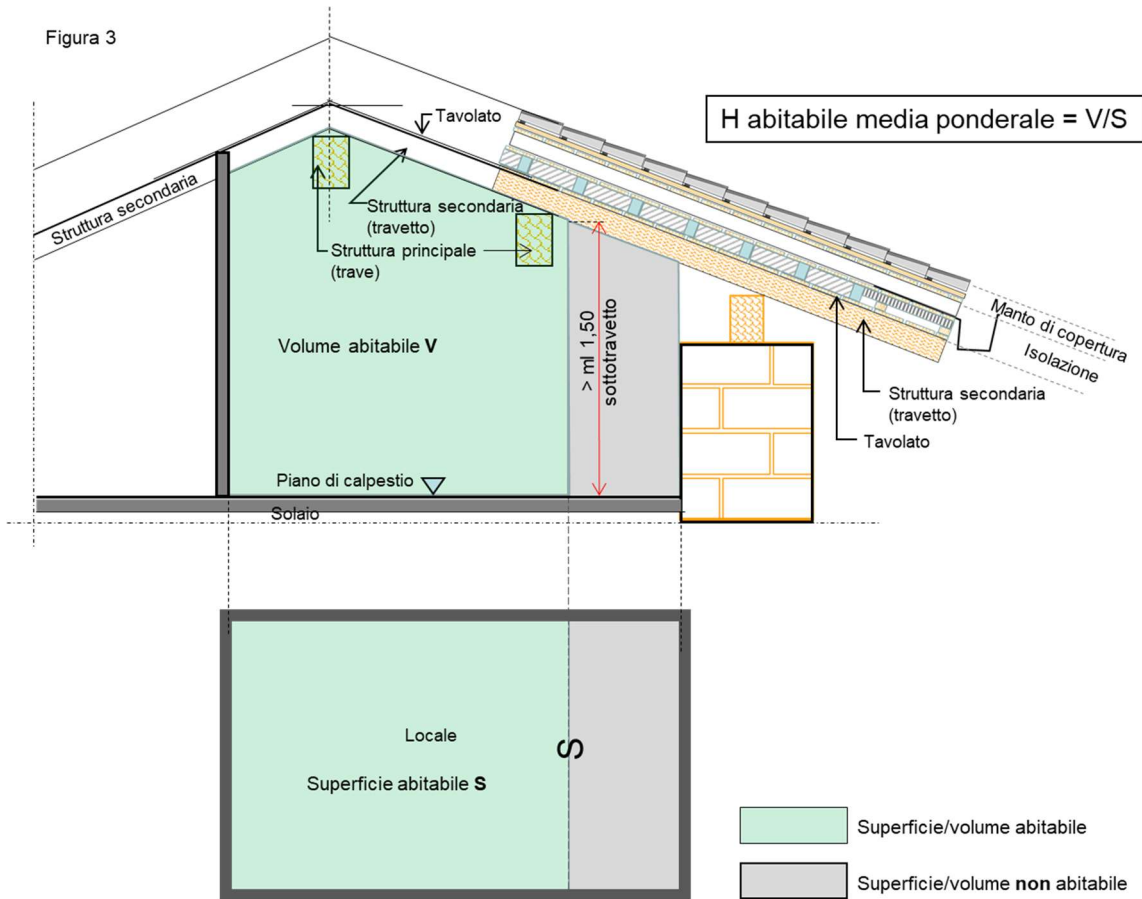 Figura 3
H abitabile media ponderale = V/S
Tavolato
Struttura secondaria
Struttura secondaria
(travetto)
Struttura principale
(trave)
Volume abitabile V
> ml 1,50
sottotravetto
Manto di copertura
Isolazione
Struttura secondaria
(travetto)
Tavolato
Piano di calpestio
Solaio
Locale
S
Superficie abitabile S
Superficie/volume abitabile
Superficie/volume non abitabile